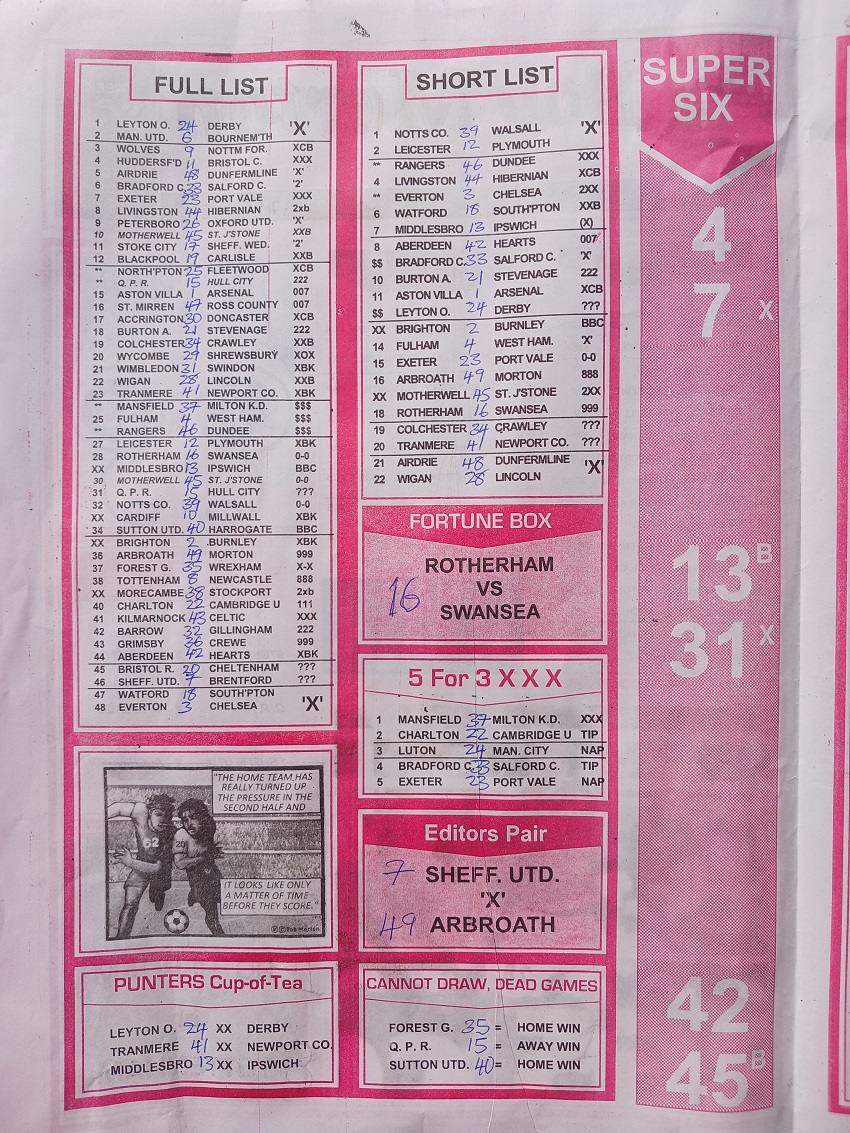 FULL LIST
1 LEYTON O. 24 DERBY 'X'
2 MAN. UTD. 6 BOURNEM'TH
3 WOLVES 9 NOTTM FOR. XCB
4 HUDDERSF'D 11 BRISTOL C. XXX
5 AIRDRIE 48 DUNFERMLINE 'X'
6 BRADFORD C. 33 SALFORD C. '2'
7 EXETER 23 PORT VALE XXX
8 LIVINGSTON 44 HIBERNIAN 2xb
9 PETERBORO 26 OXFORD UTD. 'X'
10 MOTHERWELL 45 ST. J'STONE XXB
11 STOKE CITY 17 SHEFF. WED. '2'
12 BLACKPOOL 19 CARLISLE XXB
** NORTH'PTON 25 FLEETWOOD XCB
** Q. P. R. 15 HULL CITY 222
15 ASTON VILLA 1 ARSENAL 007
16 ST. MIRREN 47 ROSS COUNTY 007
17 ACCRINGTON 30 DONCASTER XCB
18 BURTON A. 21 STEVENAGE 222
19 COLCHESTER 34 CRAWLEY XXB
20 WYCOMBE 29 SHREWSBURY XOX
21 WIMBLEDON 31 SWINDON XBK
22 WIGAN 28 LINCOLN XXB
23 TRANMERE 41 NEWPORT CO. XBK
** MANSFIELD 37 MILTON K.D. $$$
25 FULHAM 4 WEST HAM. $$$
** RANGERS 46 DUNDEE $$$
27 LEICESTER 12 PLYMOUTH XBK
28 ROTHERHAM 16 SWANSEA 0-0
XX MIDDLESBRO 13 IPSWICH BBC
30 MOTHERWELL 45 ST. J'STONE 0-0
31 Q. P. R. 15 HULL CITY ???
32 NOTTS CO. 39 WALSALL 0-0
XX CARDIFF 10 MILLWALL XBK
34 SUTTON UTD. 40 HARROGATE BBC
XX BRIGHTON 2 .BURNLEY XBK
36 ARBROATH 49 MORTON 999
37 FOREST G. 35 WREXHAM X-X
38 TOTTENHAM 8 NEWCASTLE 888
XX MORECAMBE 38 STOCKPORT 2xb
40 CHARLTON 22 CAMBRIDGE U 111
41 KILMARNOCK 43 CELTIC XXX
42 BARROW 32 GILLINGHAM 222
43 GRIMSBY 36 CREWE 999
44 ABERDEEN 42 HEARTS XBK
45 BRISTOL R. 20 CHELTENHAM ???
46 SHEFF. UTD. 7 BRENTFORD ???
47 WATFORD 18 SOUTH'PTON
48 EVERTON 3 CHELSEA 'X'
"THE HOME TEAM HAS
REALLY TURNED UP
THE PRESSURE IN THE
SECOND HALF AND
62
20
IT LOOKS LIKE ONLY
A MATTER OF TIME
BEFORE THEY SCORE."
PUNTERS Cup-of-Tea
LEYTON O. 24 XX DERBY
TRANMERE 41 XX NEWPORT CO.
MIDDLESBRO 13 XX IPSWICH
SHORT LIST
1 NOTTS CO. 39 WALSALL 'X'
2 LEICESTER 12 PLYMOUTH
** RANGERS 46 DUNDEE XXX
4 LIVINGSTON 44 HIBERNIAN XCB
** EVERTON 3 CHELSEA 2XX
6 WATFORD 18 SOUTH'PTON XXB
7 MIDDLESBRO 13 IPSWICH (X)
8 ABERDEEN 42 HEARTS 007
$$ BRADFORD C. 33 SALFORD C. 'X'
10 BURTON A. 21 STEVENAGE 222
11 ASTON VILLA 1 ARSENAL XCB
$$ LEYTON O. 24 DERBY ???
XX BRIGHTON 2 BURNLEY BBC
14 FULHAM 4 WEST HAM. 'X'
15 EXETER 23 PORT VALE 0-0
16 ARBROATH 49 MORTON 888
XX MOTHERWELL 45 ST. J'STONE 2XX
18 ROTHERHAM 16 SWANSEA 999
19 COLCHESTER 34 CRAWLEY ???
20 TRANMERE 41 NEWPORT CO. ???
21 AIRDRIE 48 DUNFERMLINE 'X'
22 WIGAN 28 LINCOLN
FORTUNE BOX
ROTHERHAM
16 VS
SWANSEA
5 For 3 X X X
1 MANSFIELD 37 MILTON K.D. XXX
2 CHARLTON 22 CAMBRIDGE U TIP
3 LUTON 24 MAN. CITY NAP
4 BRADFORD C. 33 SALFORD C. TIP
5 EXETER 23 PORT VALE NAP
Editors Pair
7 SHEFF. UTD.
'X'
49 ARBROATH
CANNOT DRAW, DEAD GAMES
FOREST G. 35 = HOME WIN
Q. P. R. 15 = AWAY WIN
SUTTON UTD. 40 = HOME WIN
SUPER
SIX
4
7 X
13 B
31 X
42
45 B